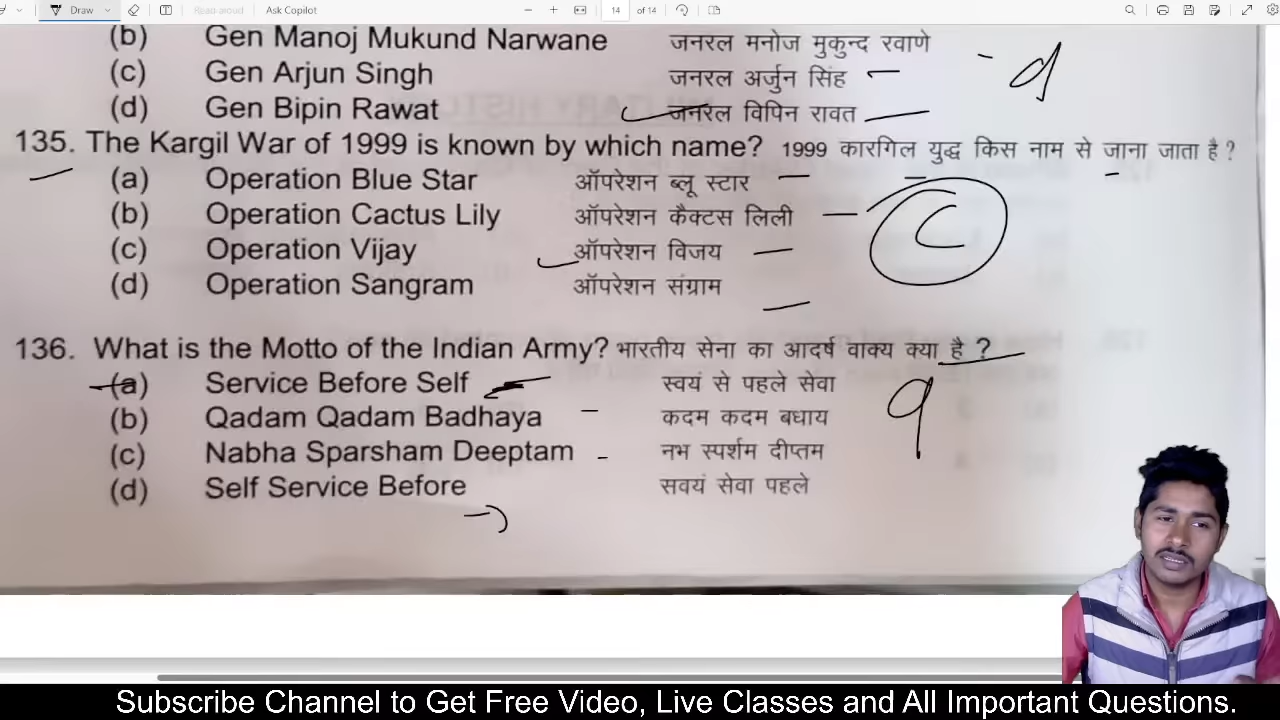 Draw
Read aloud
Ask Copilot
14 of 14
(b) Gen Manoj Mukund Narwane जनरल मनोज मुकुन्द रवाणे
(c) Gen Arjun Singh जनरल अर्जुन सिंह
(d) Gen Bipin Rawat जनरल विपिन रावत
d
135. The Kargil War of 1999 is known by which name? 1999 कारगिल युद्ध किस नाम से जाना जाता है ?
(a) Operation Blue Star ऑपरेशन ब्लू स्टार
(b) Operation Cactus Lily ऑपरेशन कैक्टस लिली
(c) Operation Vijay ऑपरेशन विजय
(d) Operation Sangram ऑपरेशन संग्राम
C
136. What is the Motto of the Indian Army? भारतीय सेना का आदर्ष वाक्य क्या है ?
(a) Service Before Self स्वयं से पहले सेवा
(b) Qadam Qadam Badhaya कदम कदम बधाय
(c) Nabha Sparsham Deeptam नभ स्पर्शम दीप्तम
(d) Self Service Before सवयं सेवा पहले
Subscribe Channel to Get Free Video, Live Classes and All Important Questions.